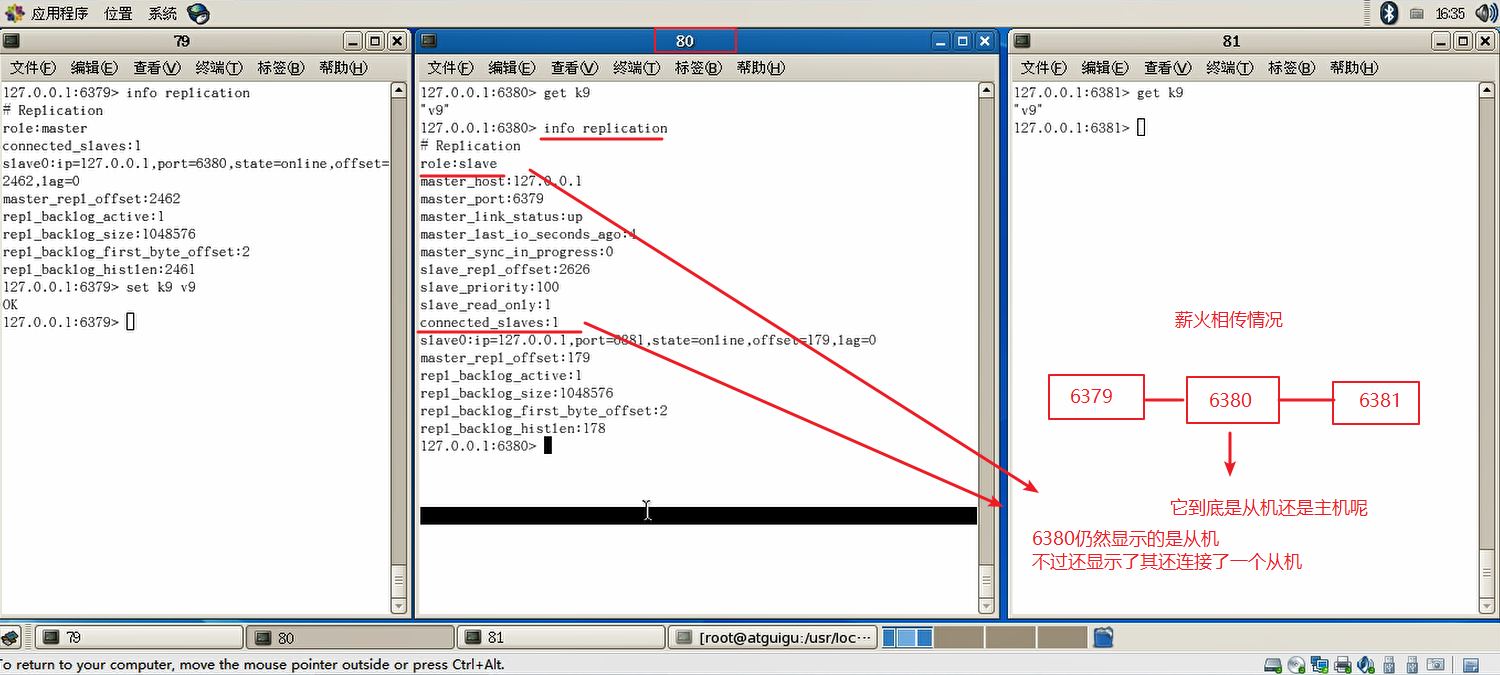 应用程序 位置 系统 16:35
79
文件(F) 编辑(E) 查看(V) 终端(T) 标签(B) 帮助(H)
127.0.0.1:6379> info replication
# Replication
role:master
connected_slaves:1
slave0:ip=127.0.0.1,port=6380,state=online,offset=
2462,lag=0
master_repl_offset:2462
repl_backlog_active:1
repl_backlog_size:1048576
repl_backlog_first_byte_offset:2
repl_backlog_histlen:2461
127.0.0.1:6379> set k9 v9
OK
127.0.0.1:6379>
80
文件(F) 编辑(E) 查看(V) 终端(T) 标签(B) 帮助(H)
127.0.0.1:6380> get k9
"v9"
127.0.0.1:6380> info replication
# Replication
role:slave
master_host:127.0.0.1
master_port:6379
master_link_status:up
master_last_io_seconds_ago:4
master_sync_in_progress:0
slave_repl_offset:2626
slave_priority:100
slave_read_only:1
connected_slaves:1
slave0:ip=127.0.0.1,port=6381,state=online,offset=179,lag=0
master_repl_offset:179
repl_backlog_active:1
repl_backlog_size:1048576
repl_backlog_first_byte_offset:2
repl_backlog_histlen:178
127.0.0.1:6380>
81
文件(F) 编辑(E) 查看(V) 终端(T) 标签(B) 帮助(H)
127.0.0.1:6381> get k9
"v9"
127.0.0.1:6381>
薪火相传情况
6379 6380 6381
它到底是从机还是主机呢
6380仍然显示的是从机
不过还显示了其还连接了一个从机
79 80 81 [root@atguigu:/usr/loc···
To return to your computer, move the mouse pointer outside or press Ctrl+Alt.